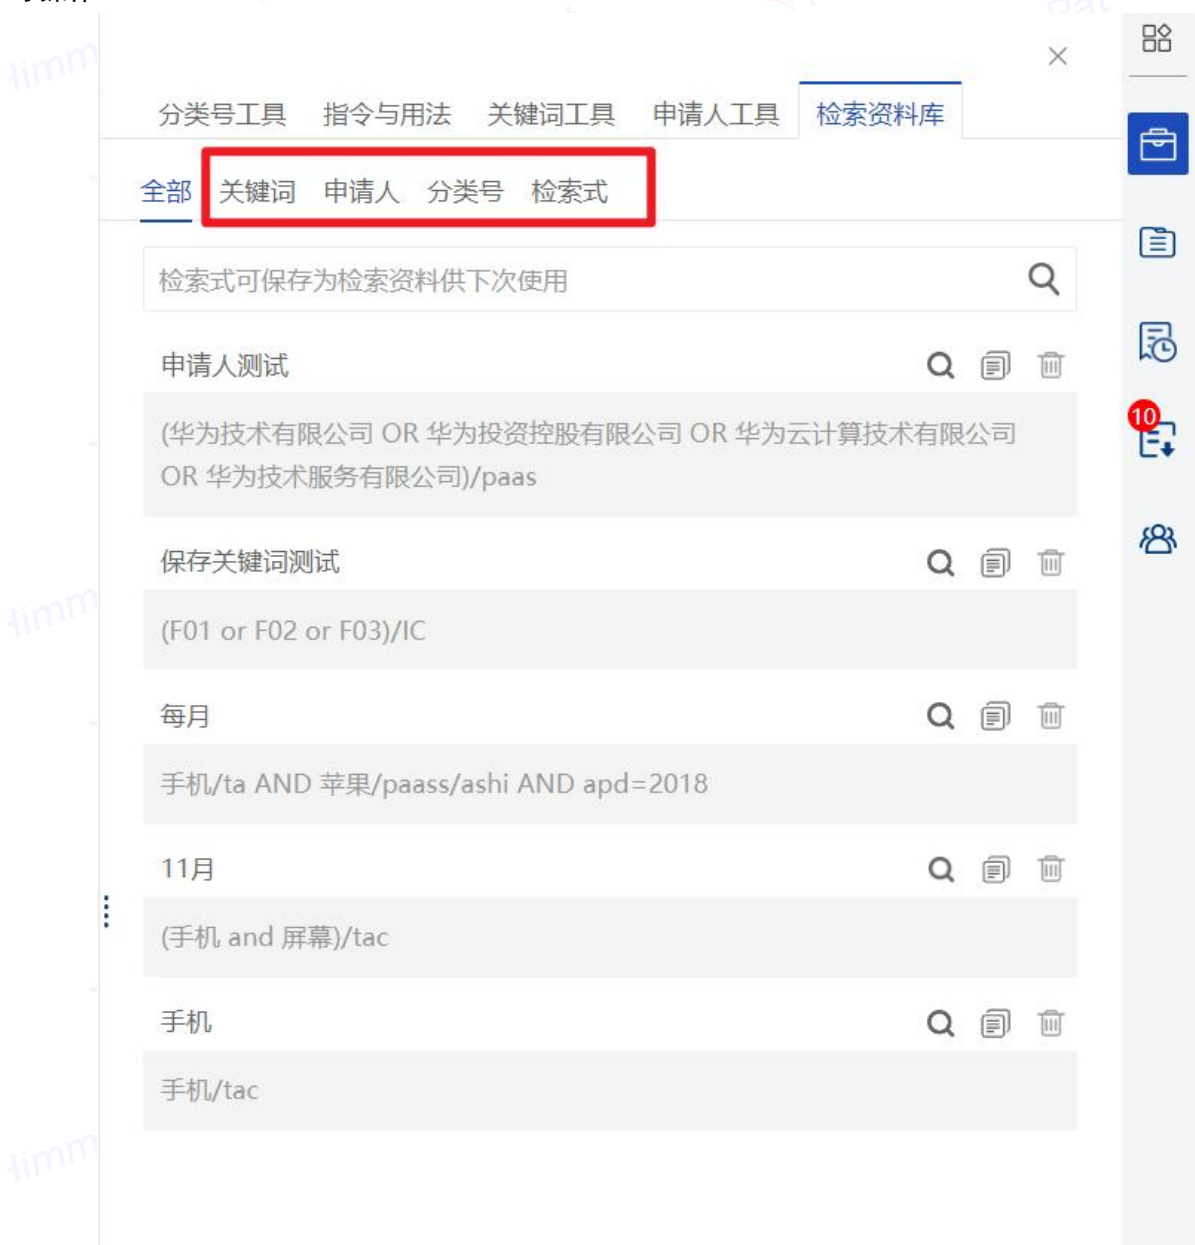 分类号工具 指令与用法 关键词工具 申请人工具 检索资料库
全部 关键词 申请人 分类号 检索式
检索式可保存为检索资料供下次使用
申请人测试
(华为技术有限公司 OR 华为投资控股有限公司 OR 华为云计算技术有限公司
OR 华为技术服务有限公司)/paas
10
保存关键词测试
(F01 or F02 or F03)/IC
每月
手机/ta AND 苹果/paass/ashi AND apd=2018
11月
(手机 and 屏幕)/tac
手机
手机/tac